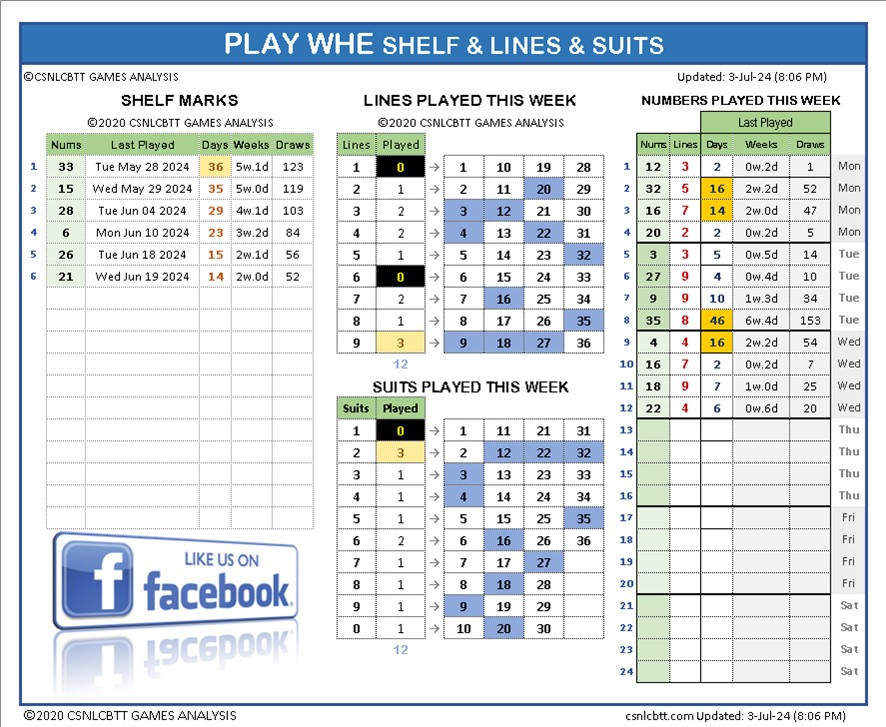 PLAY WHE SHELF & LINES & SUITS
©CSNLCBTT GAMES ANALYSIS
Updated: 3-Jul-24 (8:06 PM)
SHELF MARKS
©2020 CSNLCBTT GAMES ANALYSIS
Nums Last Played Days Weeks Draws
1 33 Tue May 28 2024 36 5w.1d 123
2 15 Wed May 29 2024 35 5w.0d 119
3 28 Tue Jun 04 2024 29 4w.1d 103
4 6 Mon Jun 10 2024 23 3w.2d 84
5 26 Tue Jun 18 2024 15 2w.1d 56
6 21 Wed Jun 19 2024 14 2w.0d 52
LIKE US ON
facebook.
LINES PLAYED THIS WEEK
©2020 CSNLCBTT GAMES ANALYSIS
Lines Played
1 0 → 1 10 19 28
2 1 → 2 11 20 29
3 2 → 3 12 21 30
4 2 → 4 13 22 31
5 1 → 5 14 23 32
6 0 → 6 15 24 33
7 2 → 7 16 25 34
8 1 → 8 17 26 35
9 3 → 9 18 27 36
12
SUITS PLAYED THIS WEEK
Suits Played
1 0 → 1 11 21 31
2 3 → 2 12 22 32
3 1 → 3 13 23 33
4 1 → 4 14 24 34
5 1 → 5 15 25 35
6 2 → 6 16 26 36
7 1 → 7 17 27
8 1 → 8 18 28
9 1 → 9 19 29
0 1 → 10 20 30
12
NUMBERS PLAYED THIS WEEK
Last Played
Nums Lines Days Weeks Draws
1 12 3 2 0w.2d 1 Mon
2 32 5 16 2w.2d 52 Mon
3 16 7 14 2w.0d 47 Mon
4 20 2 2 0w.2d 5 Mon
5 3 3 5 0w.5d 14 Tue
6 27 9 4 0w.4d 10 Tue
7 9 9 10 1w.3d 34 Tue
8 35 8 46 6w.4d 153 Tue
9 4 4 16 2w.2d 54 Wed
10 16 7 2 0w.2d 7 Wed
11 18 9 7 1w.0d 25 Wed
12 22 4 6 0w.6d 20 Wed
13 Thu
14 Thu
15 Thu
16 Thu
17 Fri
18 Fri
19 Fri
20 Fri
21 Sat
22 Sat
23 Sat
24 Sat
©2020 CSNLCBTT GAMES ANALYSIS
csnlcbtt.com Updated: 3-Jul-24 (8:06 PM)